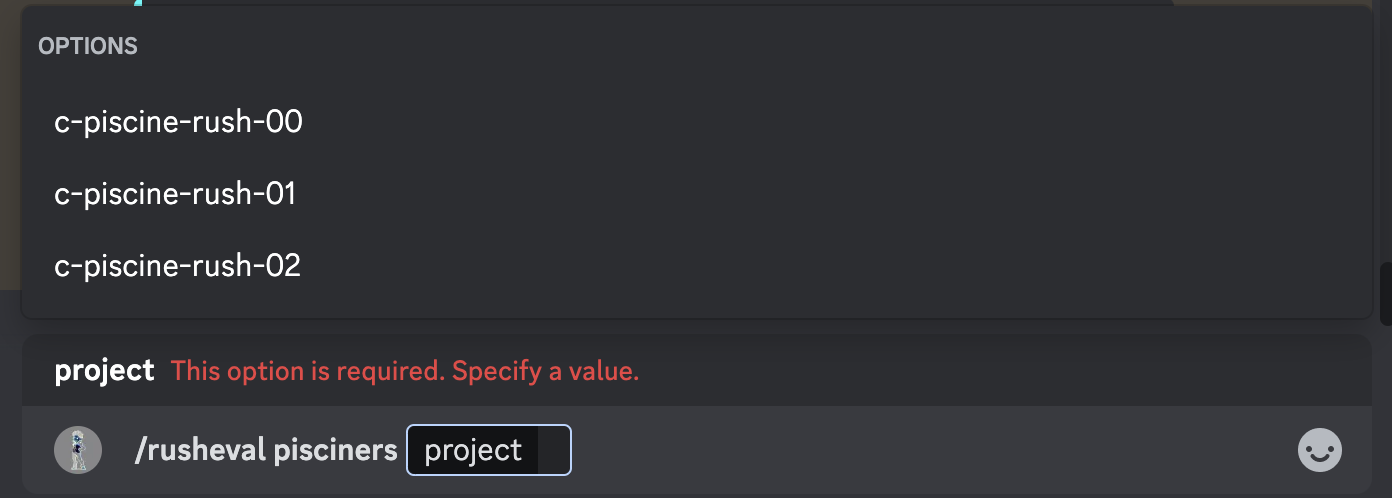 OPTIONS
c-piscine-rush-00
c-piscine-rush-01
c-piscine-rush-02
project This option is required. Specify a value.
/rusheval pisciners project